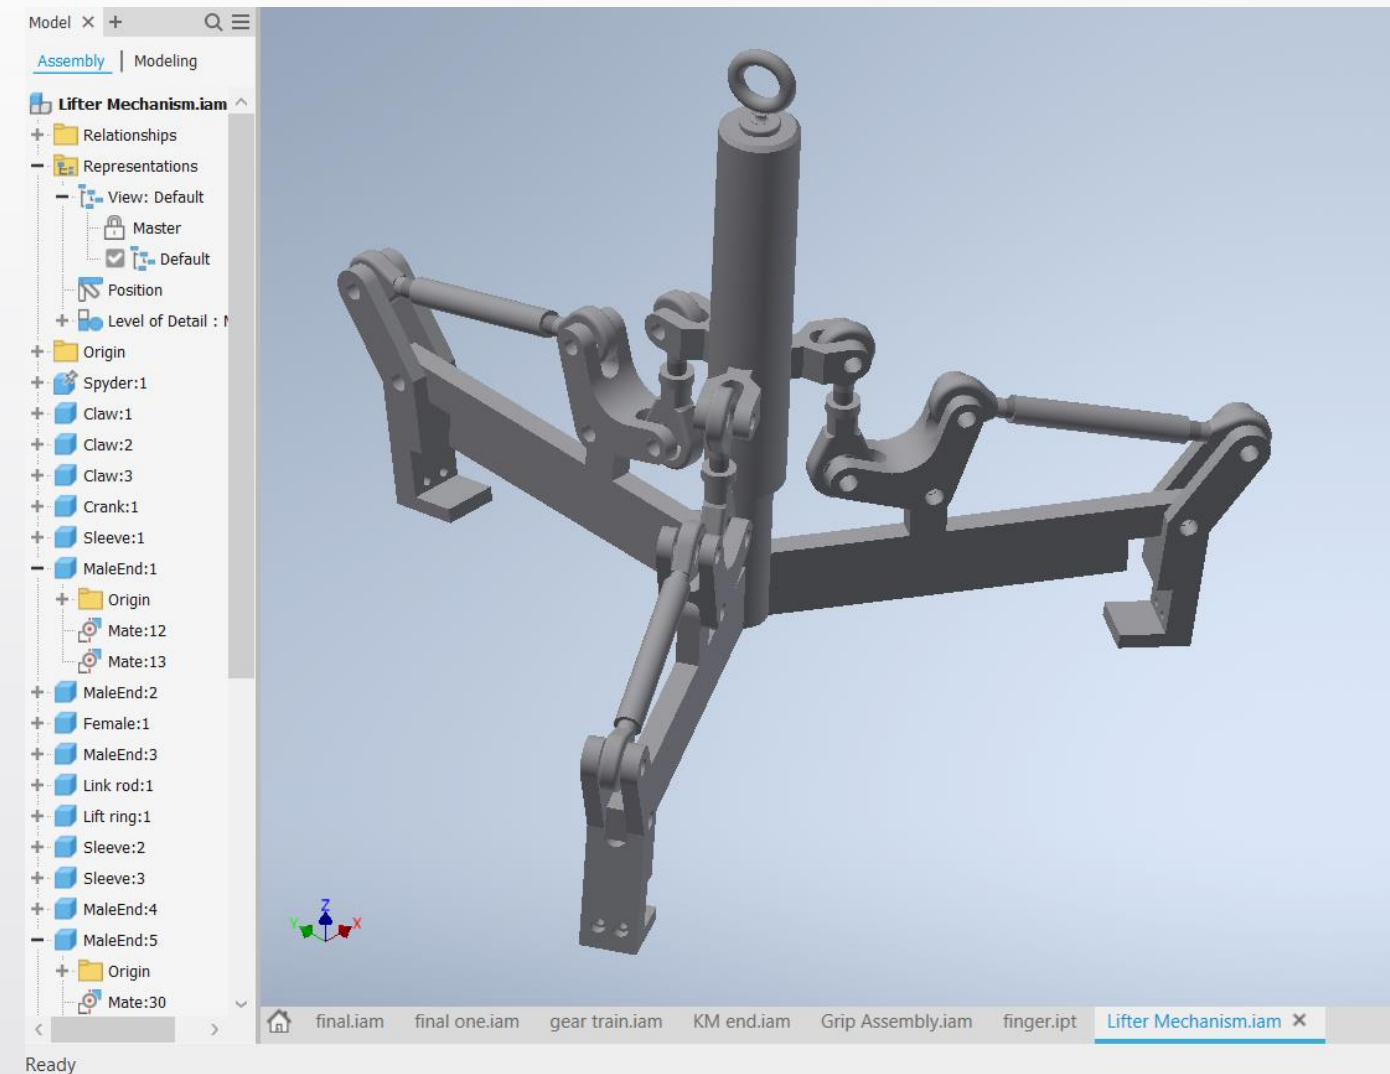 Model × +
Assembly | Modeling
Lifter Mechanism.iam
Relationships
Representations
View: Default
Master
Default
Position
Level of Detail :
Origin
Spyder:1
Claw:1
Claw:2
Claw:3
Crank:1
Sleeve:1
MaleEnd:1
Origin
Mate:12
Mate:13
MaleEnd:2
Female:1
MaleEnd:3
Link rod:1
Lift ring:1
Sleeve:2
Sleeve:3
MaleEnd:4
MaleEnd:5
Origin
Mate:30
Z
Y
X
final.iam final one.iam gear train.iam KM end.iam Grip Assembly.iam finger.ipt Lifter Mechanism.iam ×
Ready